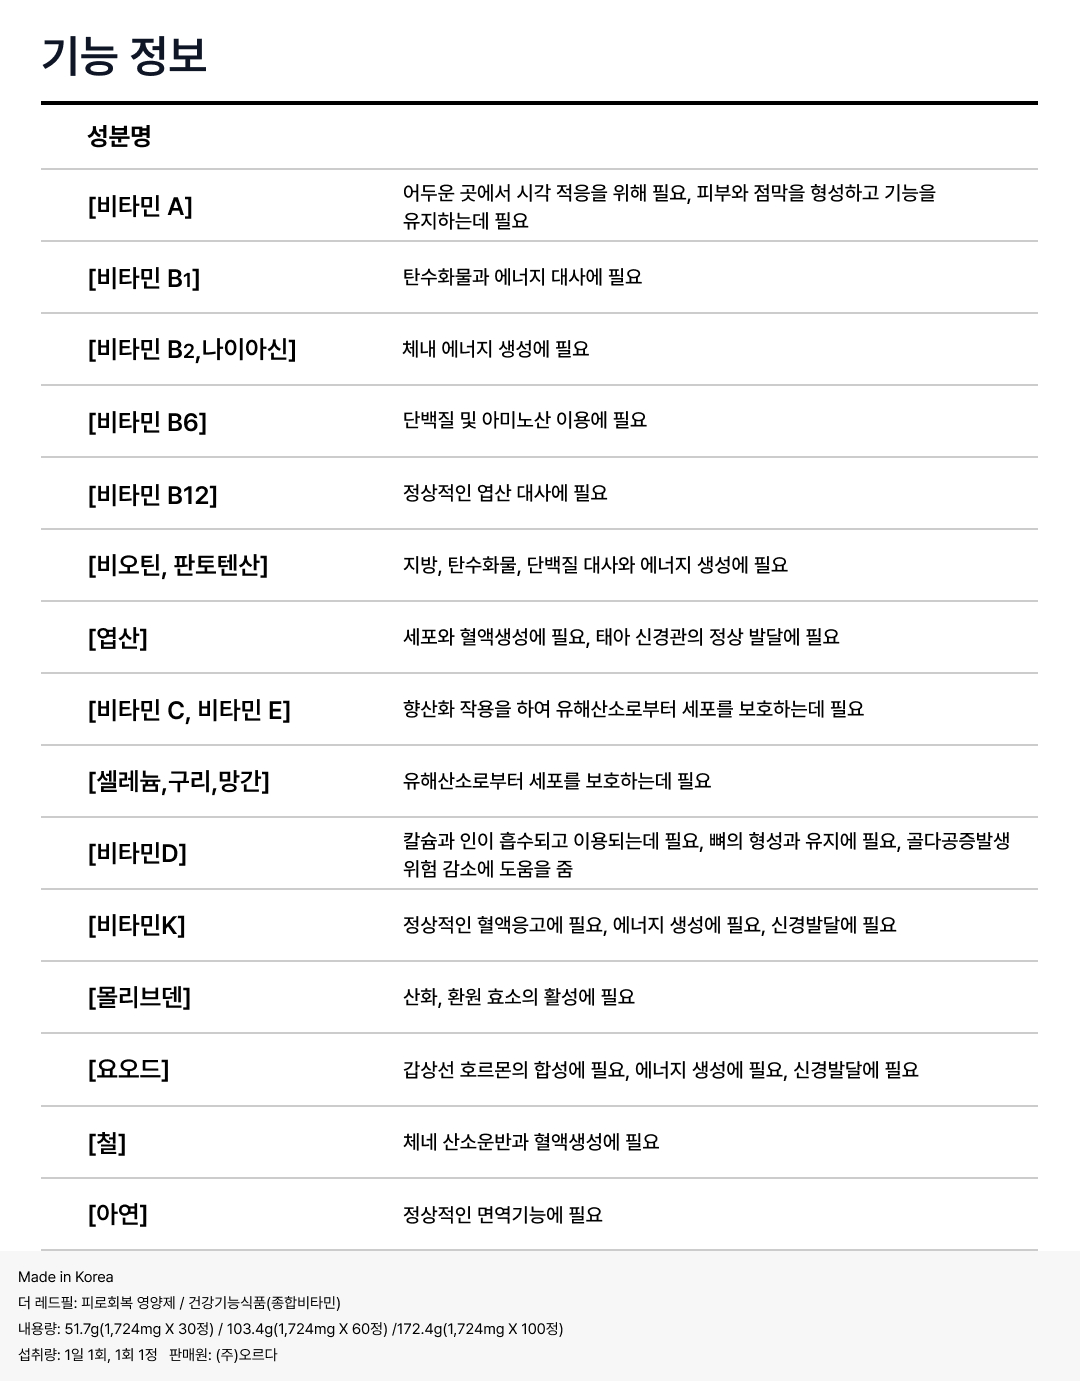 기능 정보
성분명
[비타민 A]
어두운 곳에서 시각 적응을 위해 필요, 피부와 점막을 형성하고 기능을
유지하는데 필요
[비타민 B1]
탄수화물과 에너지 대사에 필요
[비타민 B2,나이아신]
체내 에너지 생성에 필요
[비타민 B6]
단백질 및 아미노산 이용에 필요
[비타민 B12]
정상적인 엽산 대사에 필요
[비오틴, 판토텐산]
지방, 탄수화물, 단백질 대사와 에너지 생성에 필요
[엽산]
세포와 혈액생성에 필요, 태아 신경관의 정상 발달에 필요
[비타민 C, 비타민 E]
향산화 작용을 하여 유해산소로부터 세포를 보호하는데 필요
[셀레늄,구리,망간]
유해산소로부터 세포를 보호하는데 필요
[비타민D]
칼슘과 인이 흡수되고 이용되는데 필요, 뼈의 형성과 유지에 필요, 골다공증발생
위험 감소에 도움을 줌
[비타민K]
정상적인 혈액응고에 필요, 에너지 생성에 필요, 신경발달에 필요
[몰리브덴]
산화, 환원 효소의 활성에 필요
[요오드]
갑상선 호르몬의 합성에 필요, 에너지 생성에 필요, 신경발달에 필요
[철]
체네 산소운반과 혈액생성에 필요
[아연]
정상적인 면역기능에 필요
Made in Korea
더 레드필: 피로회복 영양제 / 건강기능식품(종합비타민)
내용량: 51.7g(1,724mg X 30정) / 103.4g(1,724mg X 60정) /172.4g(1,724mg X 100정)
섭취량: 1일 1회, 1회 1정 판매원: (주)오르다